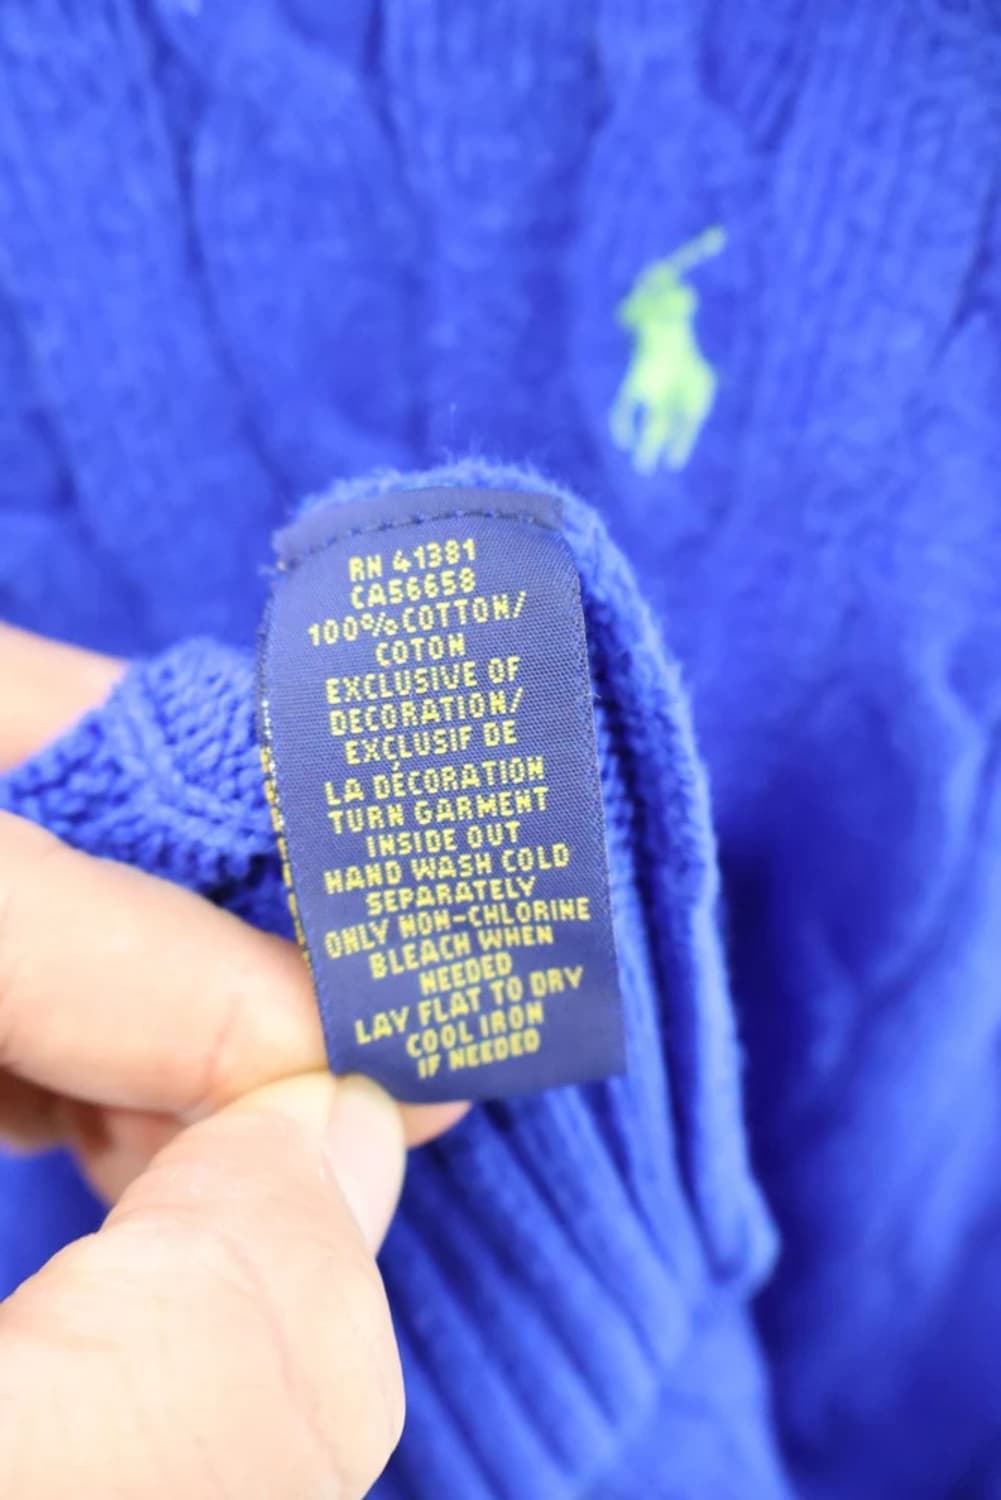 RN 41381
CA56658
100% COTTON/
COTON
EXCLUSIVE OF
DECORATION/
EXCLUSIF DE
LA DÉCORATION
TURN GARMENT
INSIDE OUT
HAND WASH COLD
SEPARATELY
ONLY NON-CHLORINE
BLEACH WHEN
NEEDED
LAY FLAT TO DRY
COOL IRON
IF NEEDED